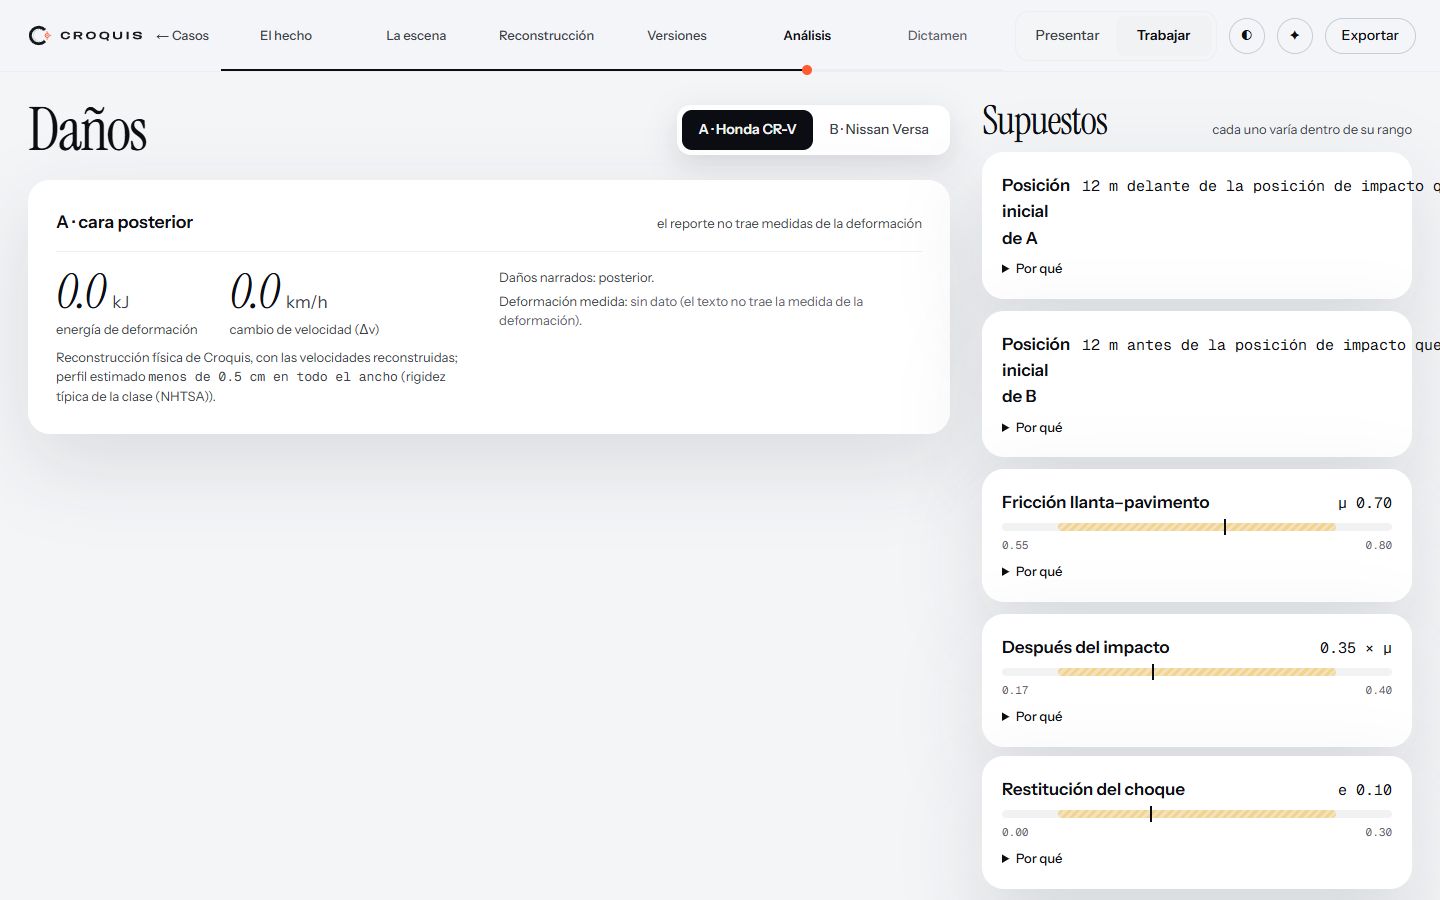 CROQUIS
← Casos
El hecho
La escena
Reconstrucción
Versiones
Análisis
Dictamen
Presentar
Trabajar
Exportar
Daños
A · Honda CR-V
B · Nissan Versa
A · cara posterior
el reporte no trae medidas de la deformación
0.0 kJ
energía de deformación
0.0 km/h
cambio de velocidad (Δv)
Reconstrucción física de Croquis, con las velocidades reconstruidas;
perfil estimado menos de 0.5 cm en todo el ancho (rigidez
típica de la clase (NHTSA)).
Daños narrados: posterior.
Deformación medida: sin dato (el texto no trae la medida de la
deformación).
Supuestos
cada uno varía dentro de su rango
Posición
inicial
de A
12 m delante de la posición de impacto q
▶ Por qué
Posición
inicial
de B
12 m antes de la posición de impacto que
▶ Por qué
Fricción llanta–pavimento
μ 0.70
0.55
0.80
▶ Por qué
Después del impacto
0.35 × μ
0.17
0.40
▶ Por qué
Restitución del choque
e 0.10
0.00
0.30
▶ Por qué